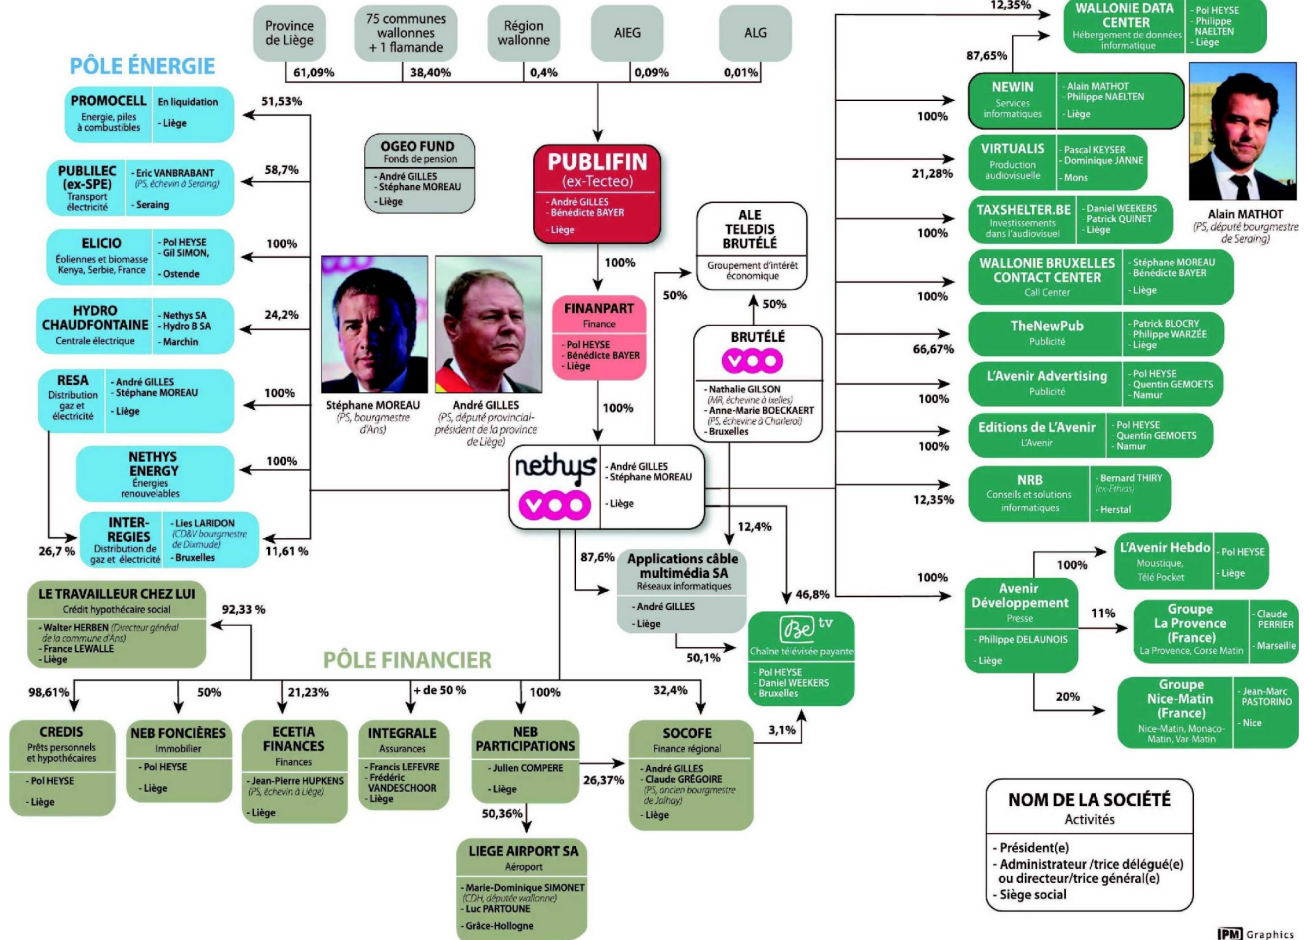 Province
de Liège
75 communes
wallonnes
+ 1 flamande
Région
wallonne
AIEG
ALG
61,09%
38,40%
0,4%
0,09%
0,01%
PÔLE ÉNERGIE
PROMOCELL
Energie, piles
à combustibles
En liquidation
- Liège
51,53%
PUBLILEC
(ex-SPE)
Transport
électricité
- Eric VANBRABANT
(PS, échevin à Seraing)
- Seraing
58,7%
ELICIO
Éoliennes et biomasse
Kenya, Serbie, France
- Pol HEYSE
- Gil SIMON,
- Ostende
100%
HYDRO
CHAUDFONTAINE
Centrale électrique
- Nethys SA
- Hydro B SA
- Marchin
24,2%
RESA
Distribution
gaz et
électricité
- André GILLES
- Stéphane MOREAU
- Liège
100%
NETHYS
ENERGY
Énergies
renouvelables
100%
INTER-
REGIES
Distribution de
gaz et électricité
- Lies LARIDON
(CD&V bourgmestre
de Dixmude)
- Bruxelles
26,7 %
11,61 %
OGEO FUND
Fonds de pension
- André GILLES
- Stéphane MOREAU
- Liège
PUBLIFIN
(ex-Tecteo)
- André GILLES
- Bénédicte BAYER
- Liège
100%
FINANPART
Finance
- Pol HEYSE
- Bénédicte BAYER
- Liège
100%
Stéphane MOREAU
(PS, bourgmestre
d'Ans)
André GILLES
(PS, député provincial-
président de la province
de Liège)
nethys
voo
- André GILLES
- Stéphane MOREAU
- Liège
ALE
TELEDIS
BRUTÉLÉ
Groupement d'intérêt
économique
50%
50%
BRUTÉLÉ
voo
- Nathalie GILSON
(MR, échevine à Ixelles)
- Anne-Marie BOECKAERT
(PS, échevine à Charleroi)
- Bruxelles
12,4%
87,6%
Applications câble
multimédia SA
Réseaux informatiques
- André GILLES
- Liège
46,8%
50,1%
Be tv
Chaîne télévisée payante
- Pol HEYSE
- Daniel WEEKERS
- Bruxelles
3,1%
12,35%
WALLONIE DATA
CENTER
Hébergement de données
informatique
- Pol HEYSE
- Philippe
NAELTEN
- Liège
87,65%
NEWIN
Services
informatiques
- Alain MATHOT
- Philippe NAELTEN
- Liège
100%
VIRTUALIS
Production
audiovisuelle
- Pascal KEYSER
- Dominique JANNE
- Mons
21,28%
TAXSHELTER.BE
Investissements
dans l'audiovisuel
- Daniel WEEKERS
- Patrick QUINET
- Liège
100%
Alain MATHOT
(PS, député bourgmestre
de Seraing)
WALLONIE BRUXELLES
CONTACT CENTER
Call Center
- Stéphane MOREAU
- Bénédicte BAYER
- Liège
100%
TheNewPub
Publicité
- Patrick BLOCRY
- Philippe WARZÉE
- Liège
66,67%
L'Avenir Advertising
Publicité
- Pol HEYSE
- Quentin GEMOETS
- Namur
100%
Editions de L'Avenir
L'Avenir
- Pol HEYSE
- Quentin GEMOETS
- Namur
100%
NRB
Conseils et solutions
informatiques
- Bernard THIRY
(ex-Ethias)
- Herstal
12,35%
100%
Avenir
Développement
Presse
- Philippe DELAUNOIS
- Liège
100%
L'Avenir Hebdo
Moustique,
Télé Pocket
- Pol HEYSE
- Liège
11%
Groupe
La Provence
(France)
La Provence, Corse Matin
- Claude
PERRIER
- Marseille
20%
Groupe
Nice-Matin
(France)
Nice-Matin, Monaco-
Matin, Var-Matin
- Jean-Marc
PASTORINO
- Nice
LE TRAVAILLEUR CHEZ LUI
Crédit hypothécaire social
- Walter HERBEN (Directeur général
de la commune d'Ans)
- France LEWALLE
- Liège
92,33 %
PÔLE FINANCIER
98,61%
50%
21,23%
+ de 50 %
100%
32,4%
CREDIS
Prêts personnels
et hypothécaires
- Pol HEYSE
- Liège
NEB FONCIÈRES
Immobilier
- Pol HEYSE
- Liège
ECETIA
FINANCES
Finances
- Jean-Pierre HUPKENS
(PS, échevin à Liège)
- Liège
INTEGRALE
Assurances
- Francis LEFEVRE
- Frédéric
VANDESCHOOR
- Liège
NEB
PARTICIPATIONS
- Julien COMPERE
- Liège
26,37%
SOCOFE
Finance régional
- André GILLES
- Claude GRÉGOIRE
(PS, ancien bourgmestre
de Jalhay)
- Liège
50,36%
LIEGE AIRPORT SA
Aéroport
- Marie-Dominique SIMONET
(CDH, députée wallonne)
- Luc PARTOUNE
- Grâce-Hollogne
NOM DE LA SOCIÉTÉ
Activités
- Président(e)
- Administrateur /trice délégué(e)
ou directeur/trice général(e)
- Siège social
IPM Graphics